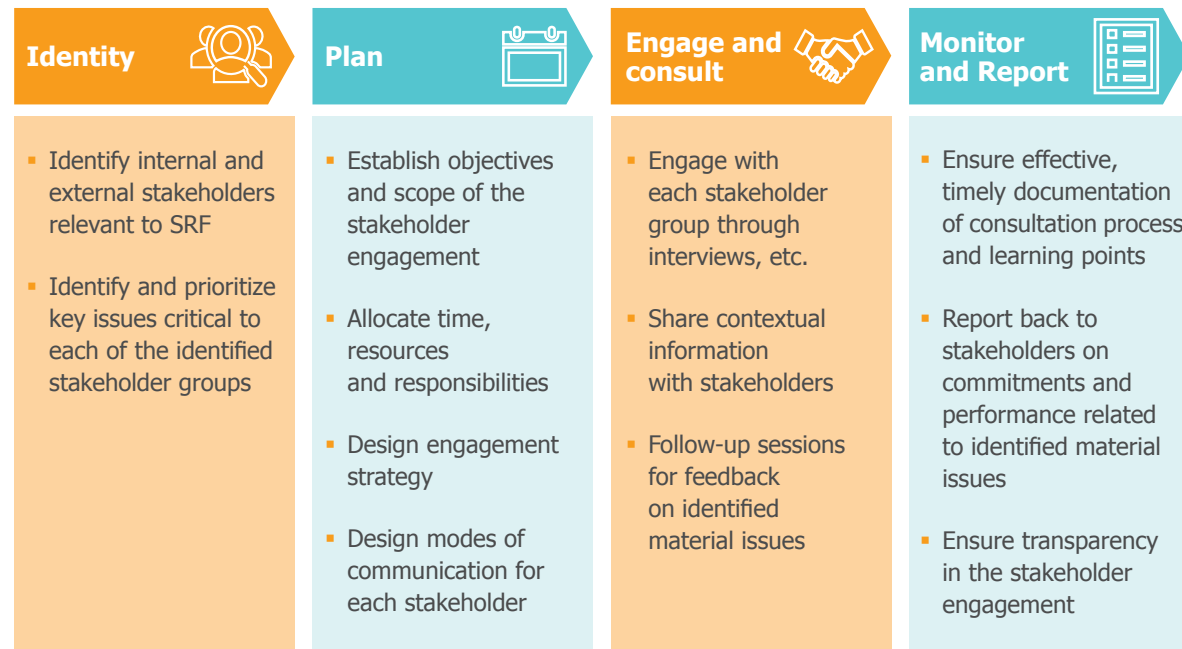 Identity
Identify internal and
external stakeholders
relevant to SRF
Identify and prioritize
key issues critical to
each of the identified
stakeholder groups
Plan
Establish objectives
and scope of the
stakeholder
engagement
Allocate time,
resources
and responsibilities
Design engagement
strategy
Design modes of
communication for
each stakeholder
Engage and
consult
Engage with
each stakeholder
group through
interviews, etc.
Share contextual
information
with stakeholders
Follow-up sessions
for feedback
on identified
material issues
Monitor
and Report
Ensure effective,
timely documentation
of consultation process
and learning points
Report back to
stakeholders on
commitments and
performance related
to identified material
issues
Ensure transparency
in the stakeholder
engagement